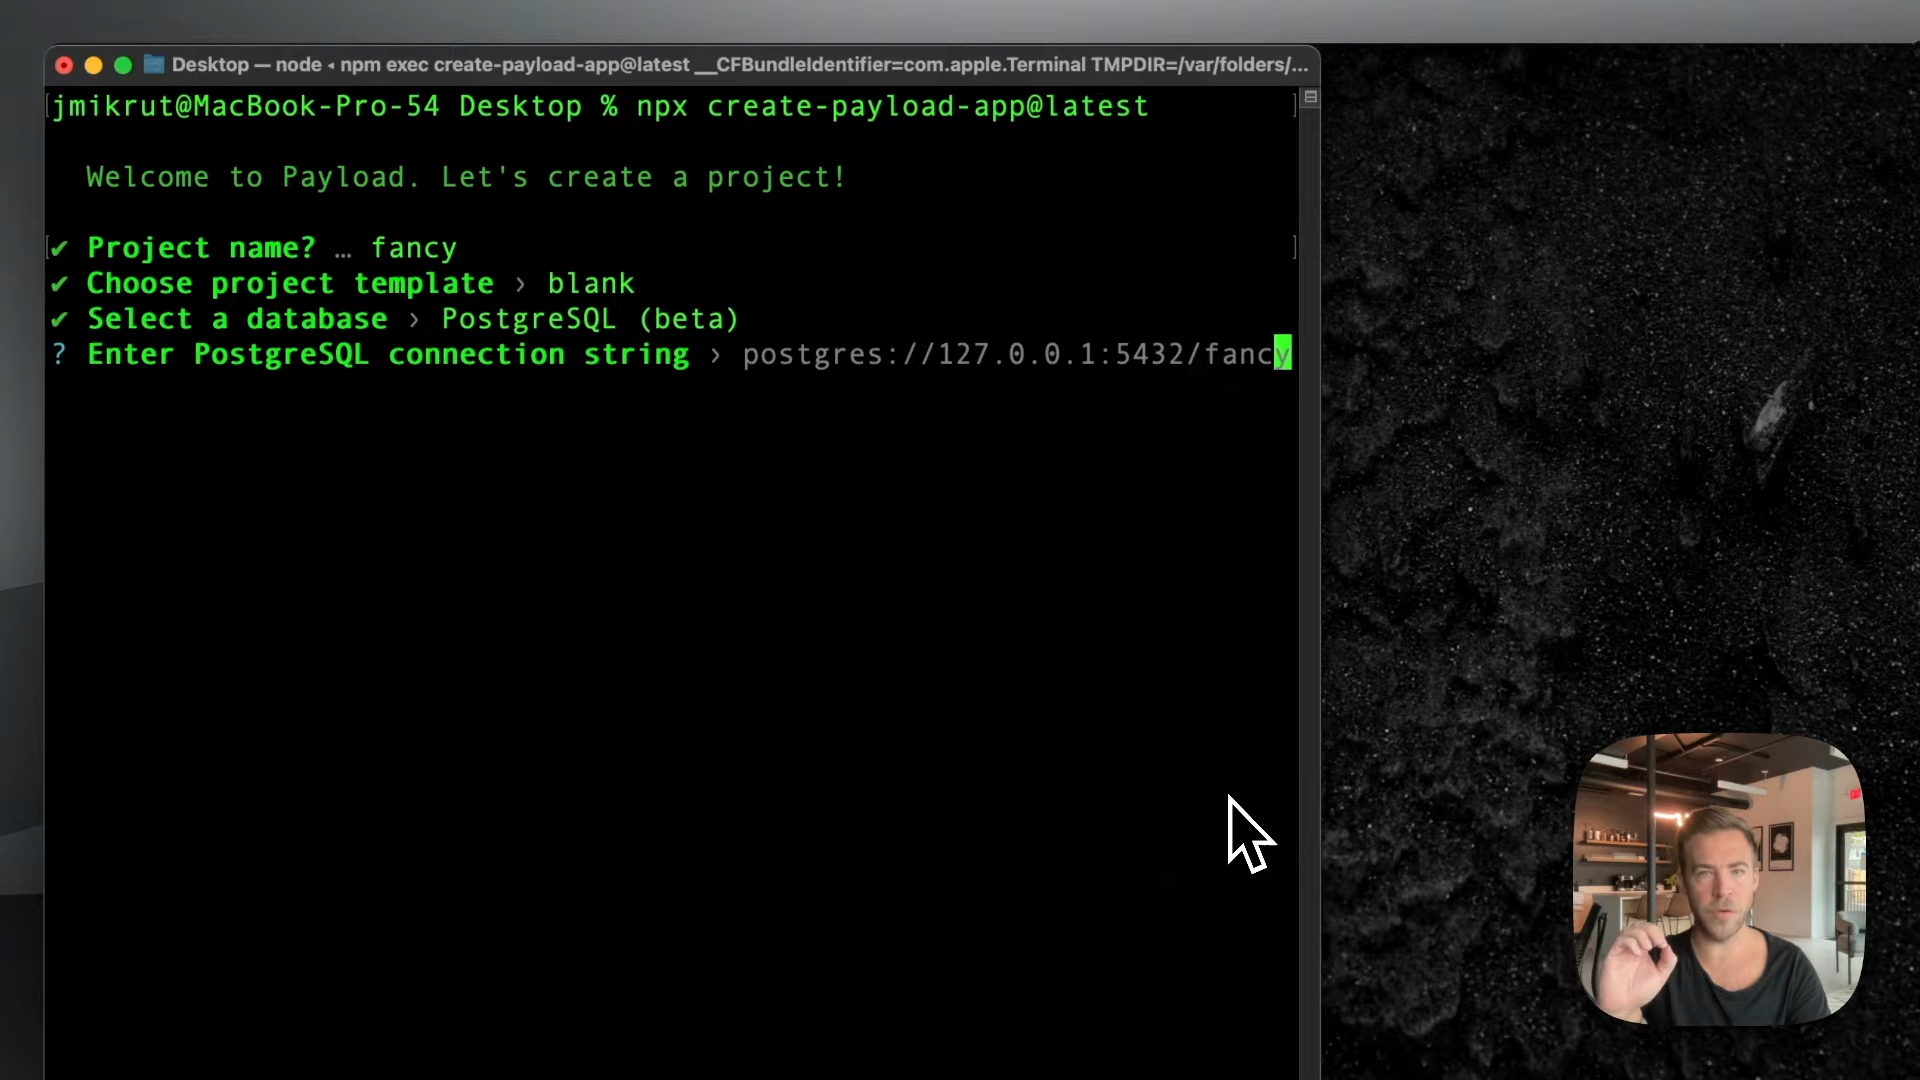 Desktop — node ◂ npm exec create-payload-app@latest __CFBundleIdentifier=com.apple.Terminal TMPDIR=/var/folders/...
[jmikrut@MacBook-Pro-54 Desktop % npx create-payload-app@latest ]
Welcome to Payload. Let's create a project!
[✔ Project name? … fancy ]
✔ Choose project template › blank
✔ Select a database › PostgreSQL (beta)
? Enter PostgreSQL connection string › postgres://127.0.0.1:5432/fancy